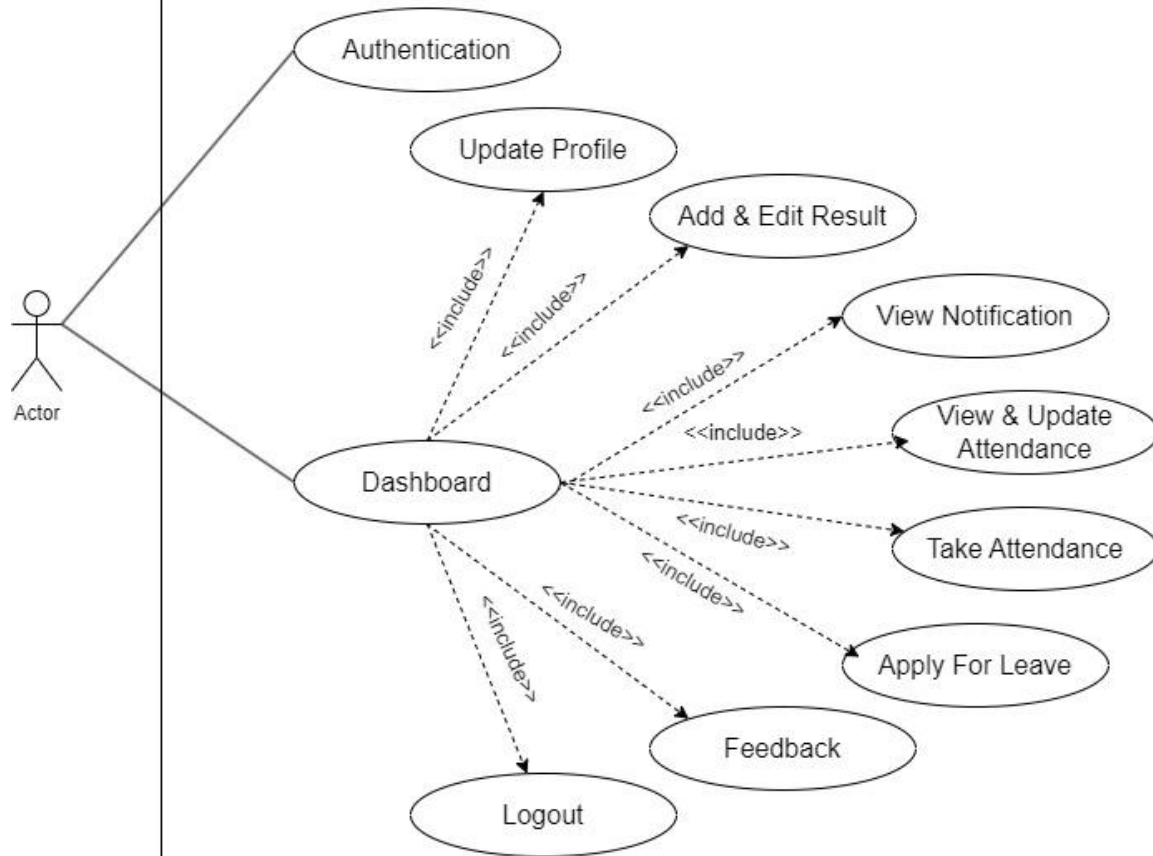 Authentication
Update Profile
Add & Edit Result
<<include>>
<<include>>
View Notification
<<include>>
Actor
View & Update
Attendance
<<include>>
Dashboard
<<include>>
Take Attendance
<<include>>
<<include>>
<<include>>
Apply For Leave
Feedback
Logout